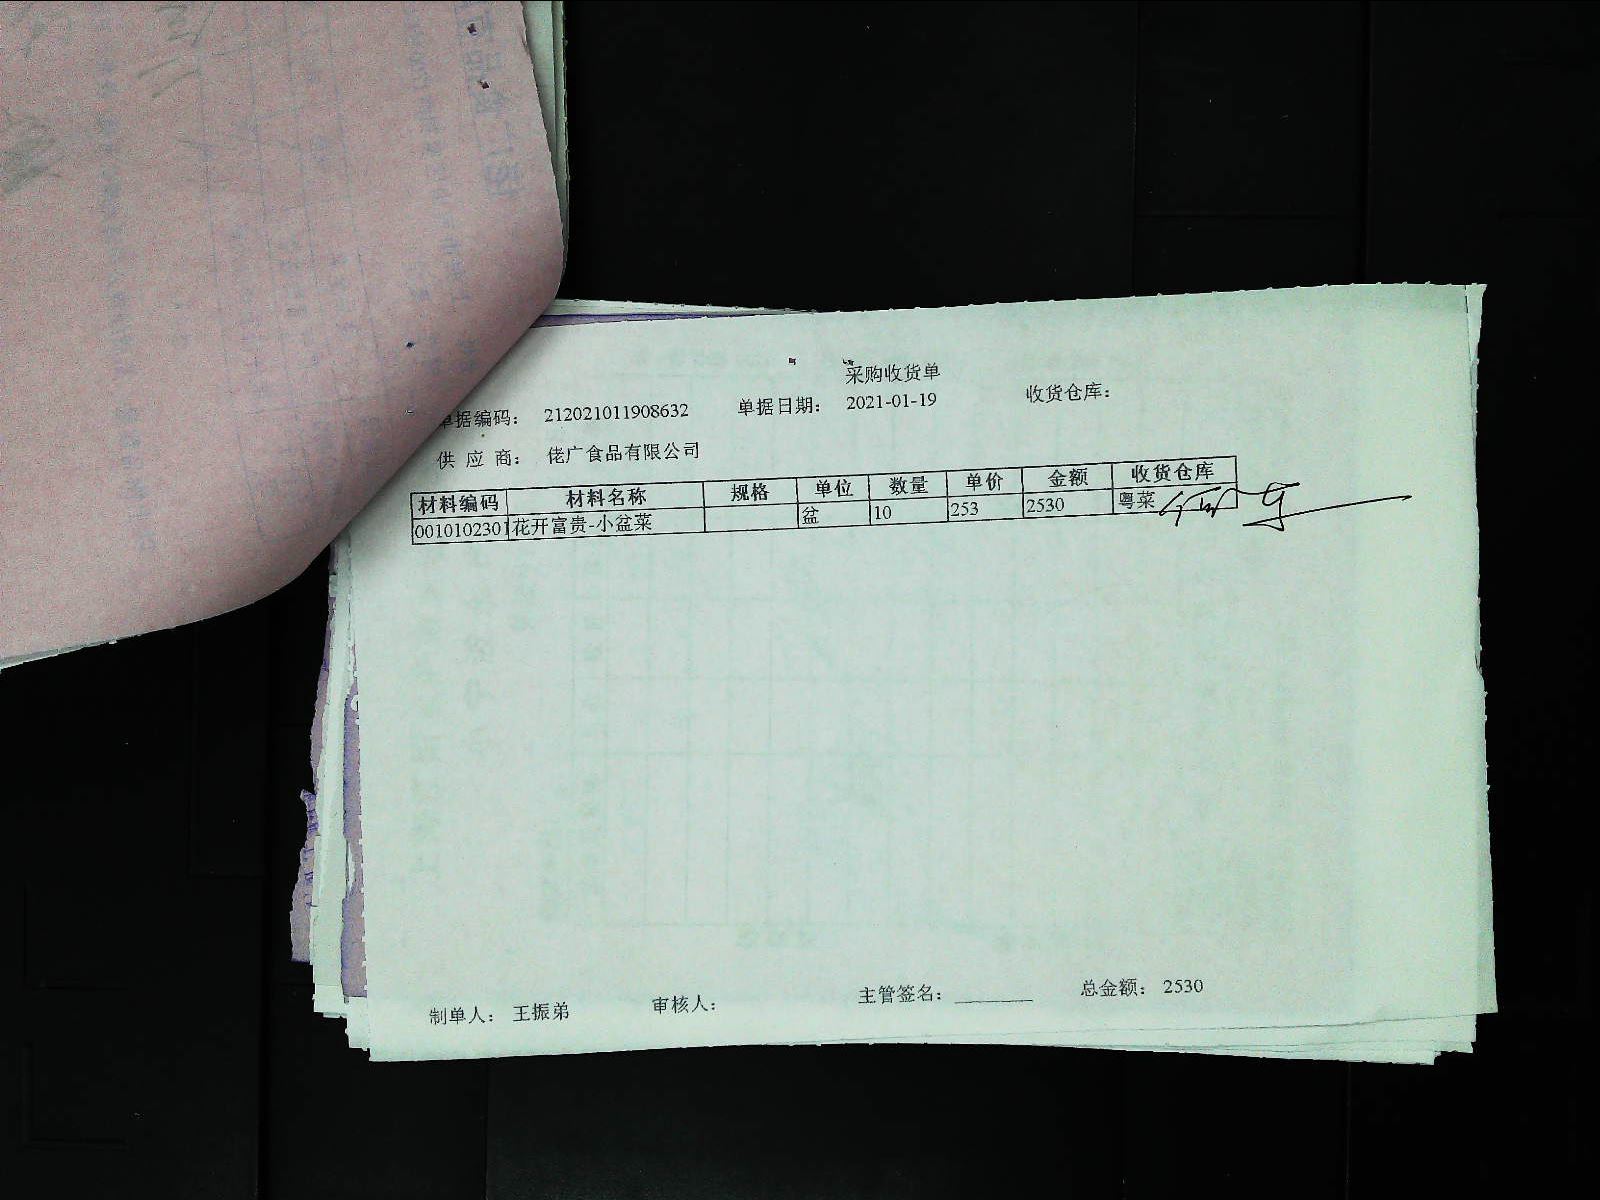 采购收货单
单据编码： 212021011908632 单据日期： 2021-01-19 收货仓库：
供 应 商： 佬广食品有限公司
材料编码 材料名称 规格 单位 数量 单价 金额 收货仓库
0010102301 花开富贵-小盆菜 盆 10 253 2530 粤菜
制单人： 王振弟 审核人： 主管签名：________ 总金额： 2530